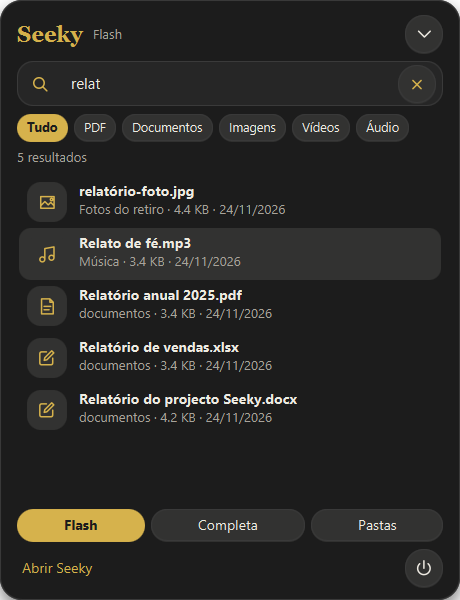 Seeky Flash
relat
Tudo PDF Documentos Imagens Vídeos Áudio
5 resultados
relatório-foto.jpg
Fotos do retiro · 4.4 KB · 24/11/2026
Relato de fé.mp3
Música · 3.4 KB · 24/11/2026
Relatório anual 2025.pdf
documentos · 3.4 KB · 24/11/2026
Relatório de vendas.xlsx
documentos · 3.4 KB · 24/11/2026
Relatório do projecto Seeky.docx
documentos · 4.2 KB · 24/11/2026
Flash Completa Pastas
Abrir Seeky